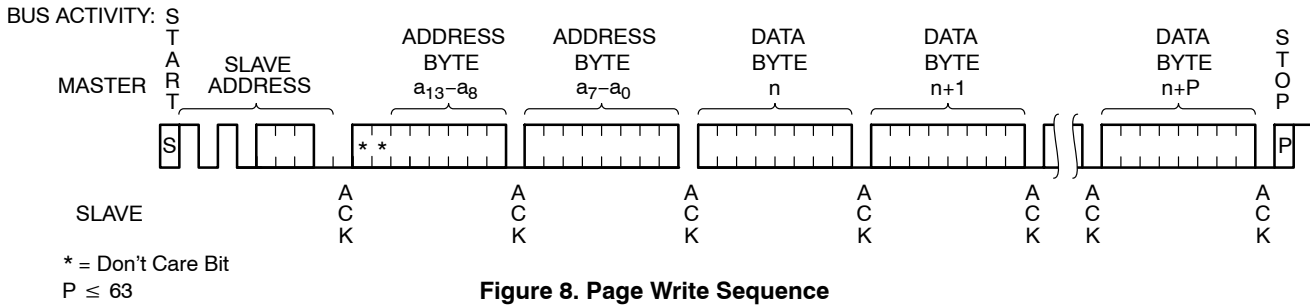 BUS ACTIVITY:
MASTER
START
SLAVE
ADDRESS
ADDRESS
BYTE
a13–a8
ADDRESS
BYTE
a7–a0
DATA
BYTE
n
DATA
BYTE
n+1
DATA
BYTE
n+P
STOP
S
* *
P
SLAVE
ACK
ACK
ACK
ACK
ACK
ACK
ACK
* = Don't Care Bit
P ≤ 63
Figure 8. Page Write Sequence